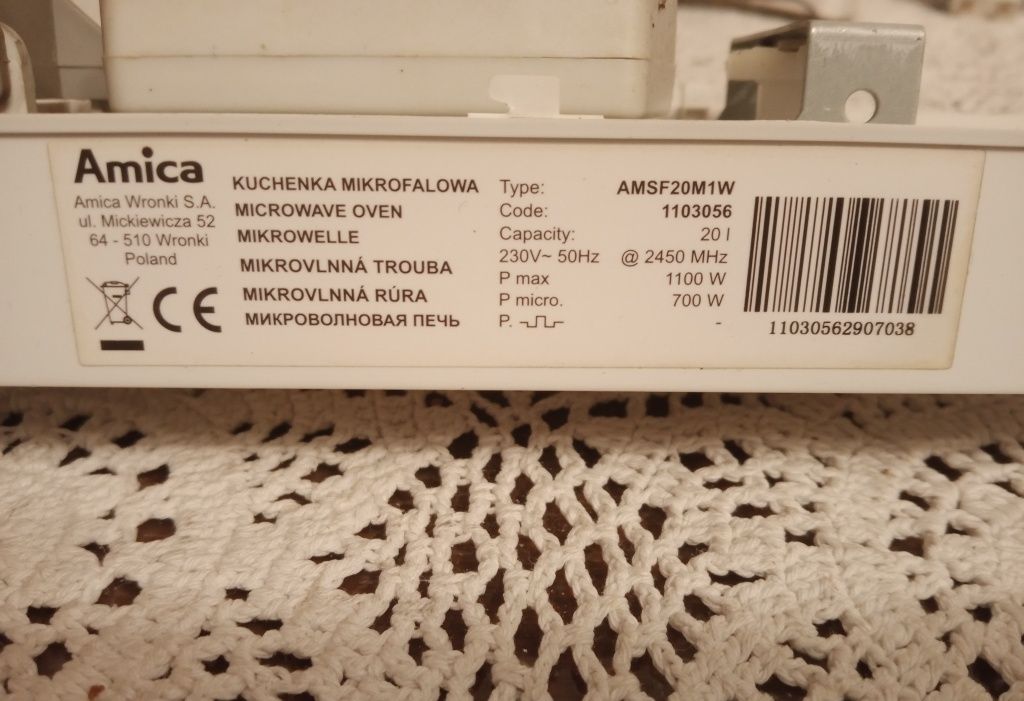 Amica
Amica Wronki S.A.
ul. Mickiewicza 52
64 - 510 Wronki
Poland
CE
KUCHENKA MIKROFALOWA
MICROWAVE OVEN
MIKROWELLE
MIKROVLNNÁ TROUBA
MIKROVLNNÁ RÚRA
МИКРОВОЛНОВАЯ ПЕЧЬ
Type: AMSF20M1W
Code: 1103056
Capacity: 20 l
230V~ 50Hz @ 2450 MHz
P max 1100 W
P micro. 700 W
P. -
11030562907038